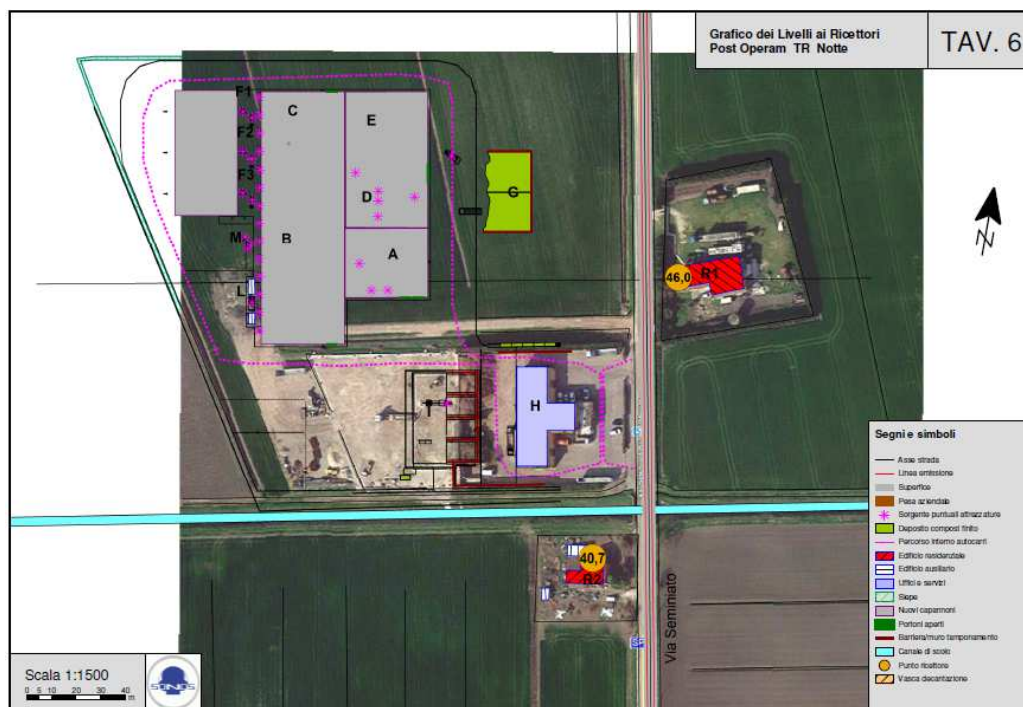 Grafico dei Livelli ai Ricettori
Post Operam TR Notte
TAV. 6
F1
C
E
F2
F3
D
G
M
B
A
L
N
46,0
R1
I
H
40,7
R2
Via Seminiato
Segni e simboli
Asse strada
Linea emissione
Superfice
Pesa aziendale
Sorgente puntuali attrezzature
Deposito compost finito
Percorso interno autocarri
Edificio residenziale
Edificio ausiliario
Uffici e servizi
Siepe
Nuovi capannoni
Portoni aperti
Barriera/muro tamponamento
Canale di scolo
Punto ricettore
Vasca decantazione
Scala 1:1500
0 5 10 20 30 40
m